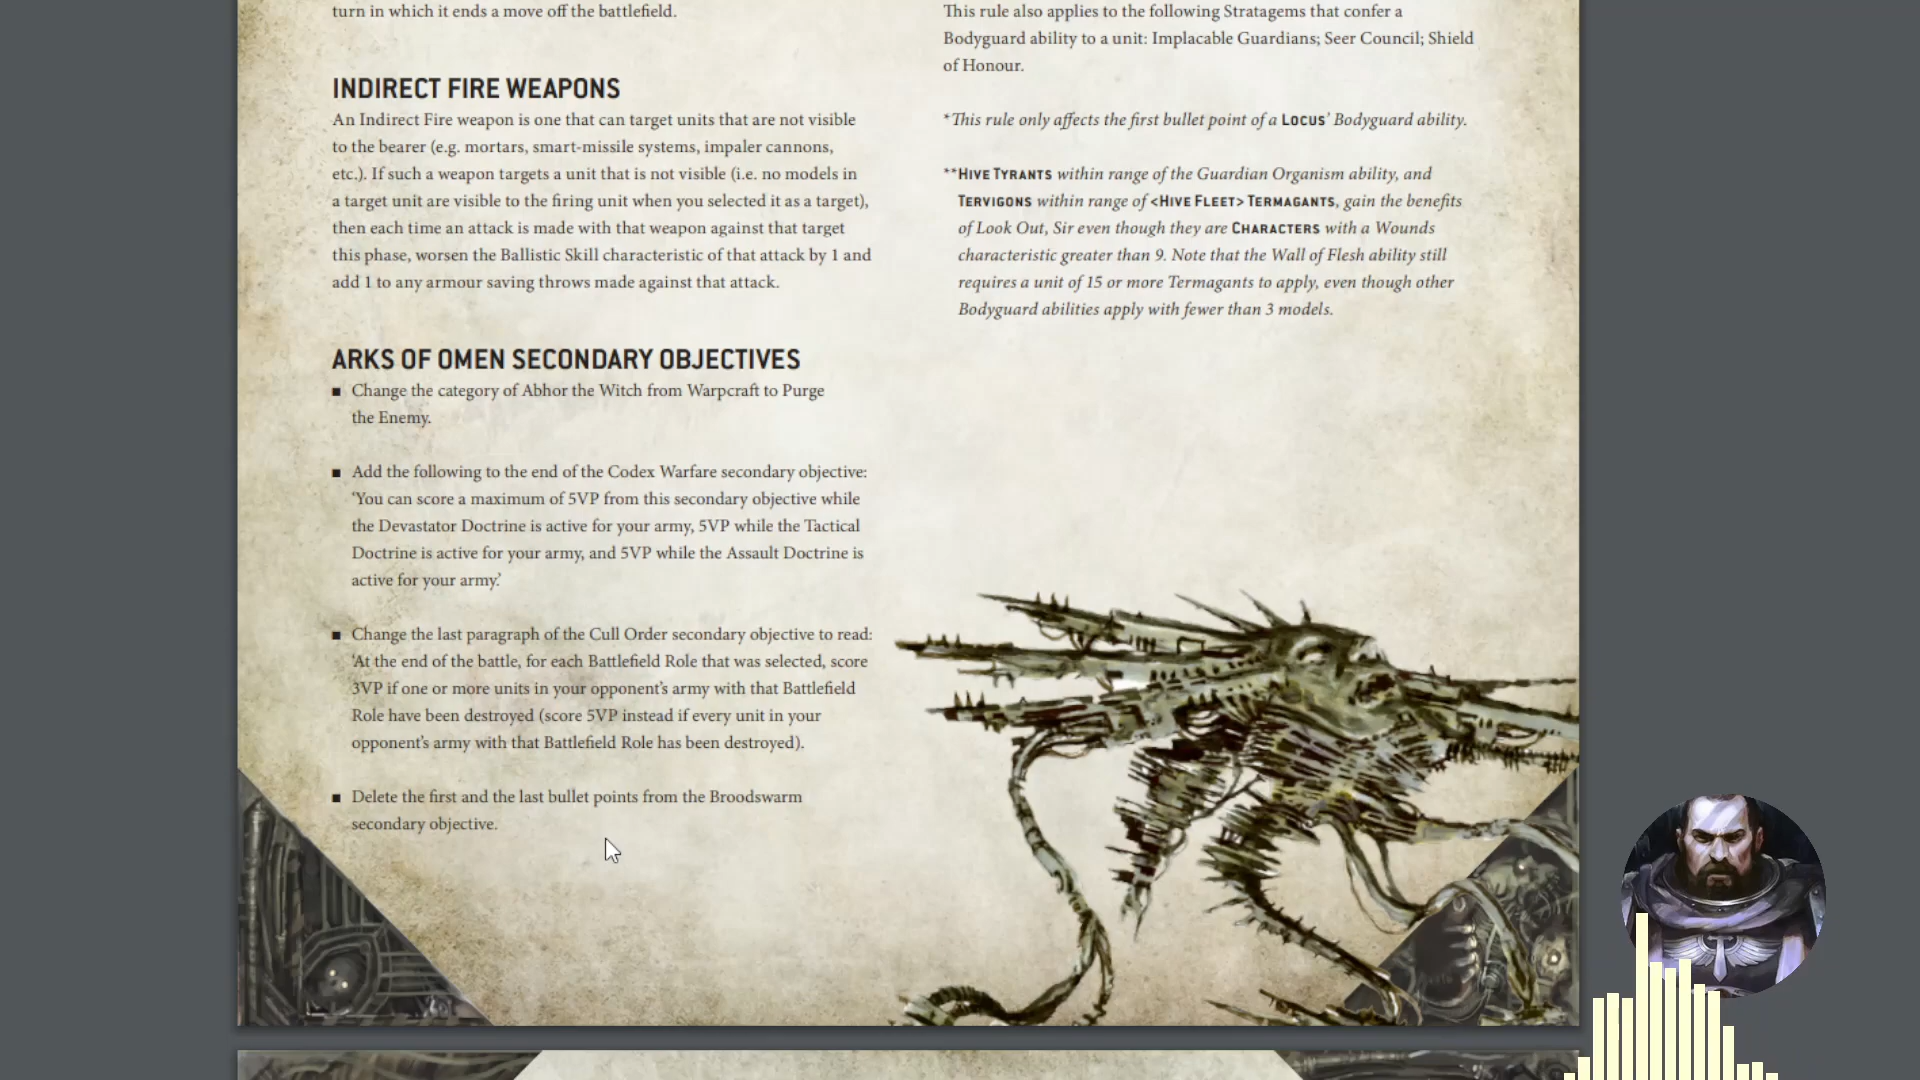 turn in which it ends a move off the battlefield.
INDIRECT FIRE WEAPONS
An Indirect Fire weapon is one that can target units that are not visible
to the bearer (e.g. mortars, smart-missile systems, impaler cannons,
etc.). If such a weapon targets a unit that is not visible (i.e. no models in
a target unit are visible to the firing unit when you selected it as a target),
then each time an attack is made with that weapon against that target
this phase, worsen the Ballistic Skill characteristic of that attack by 1 and
add 1 to any armour saving throws made against that attack.
ARKS OF OMEN SECONDARY OBJECTIVES
■ Change the category of Abhor the Witch from Warpcraft to Purge
the Enemy.
■ Add the following to the end of the Codex Warfare secondary objective:
‘You can score a maximum of 5VP from this secondary objective while
the Devastator Doctrine is active for your army, 5VP while the Tactical
Doctrine is active for your army, and 5VP while the Assault Doctrine is
active for your army.’
■ Change the last paragraph of the Cull Order secondary objective to read:
‘At the end of the battle, for each Battlefield Role that was selected, score
3VP if one or more units in your opponent’s army with that Battlefield
Role have been destroyed (score 5VP instead if every unit in your
opponent’s army with that Battlefield Role has been destroyed).
■ Delete the first and the last bullet points from the Broodswarm
secondary objective.
This rule also applies to the following Stratagems that confer a
Bodyguard ability to a unit: Implacable Guardians; Seer Council; Shield
of Honour.
*This rule only affects the first bullet point of a LOCUS’ Bodyguard ability.
**HIVE TYRANTS within range of the Guardian Organism ability, and
TERVIGONS within range of <HIVE FLEET> TERMAGANTS, gain the benefits
of Look Out, Sir even though they are CHARACTERS with a Wounds
characteristic greater than 9. Note that the Wall of Flesh ability still
requires a unit of 15 or more Termagants to apply, even though other
Bodyguard abilities apply with fewer than 3 models.